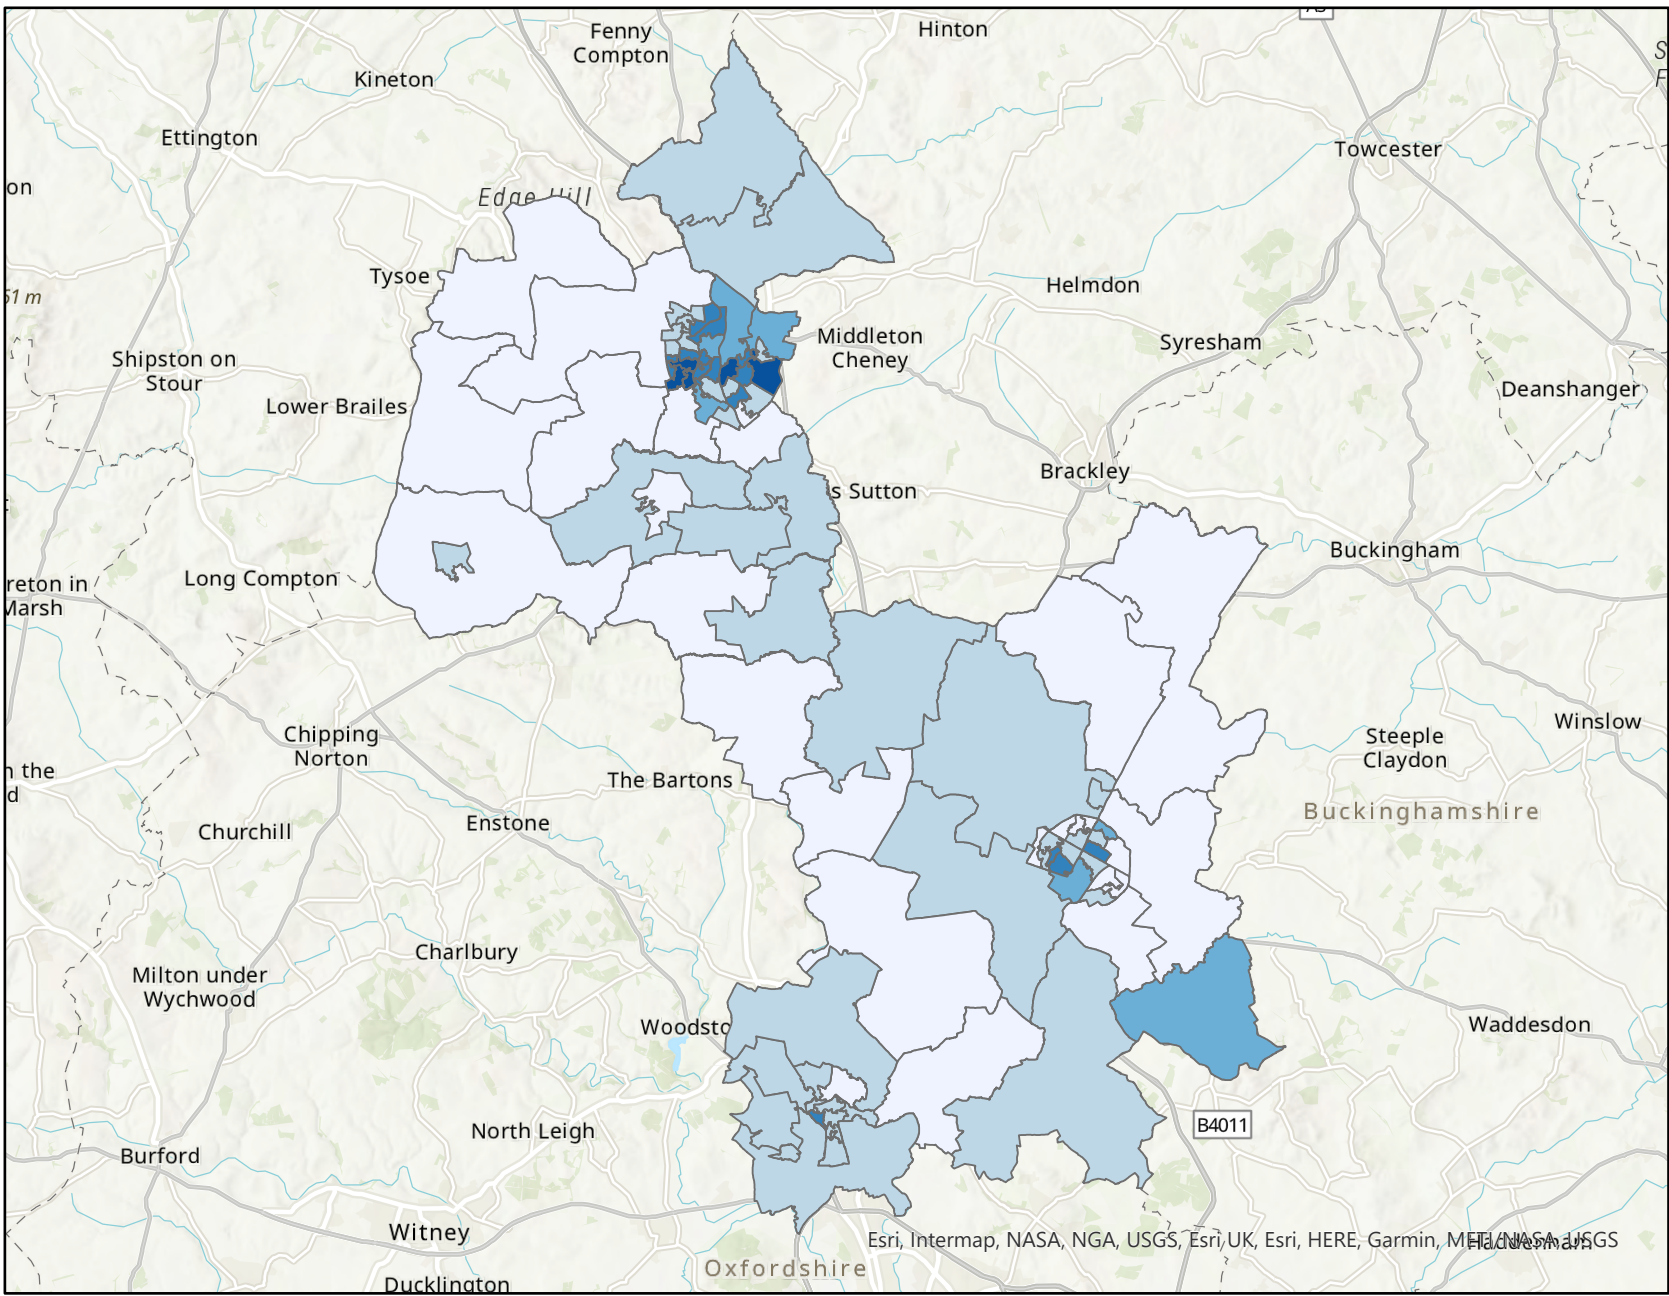 Fenny
Compton
Hinton
Kineton
Ettington
Towcester
on
Edge Hill
Tysoe
Helmdon
51 m
Middleton
Cheney
Syresham
Shipston on
Stour
Deanshanger
Lower Brailes
Brackley
s Sutton
Buckingham
Long Compton
reton in
Marsh
Winslow
Chipping
Norton
Steeple
Claydon
n the
d
The Bartons
Buckinghamshire
Enstone
Churchill
Charlbury
Milton under
Wychwood
Woodsto
Waddesdon
B4011
North Leigh
Burford
Witney
Esri, Intermap, NASA, NGA, USGS, Esri UK, Esri, HERE, Garmin, METI/NASA, USGS
Haddenham
Oxfordshire
Ducklington